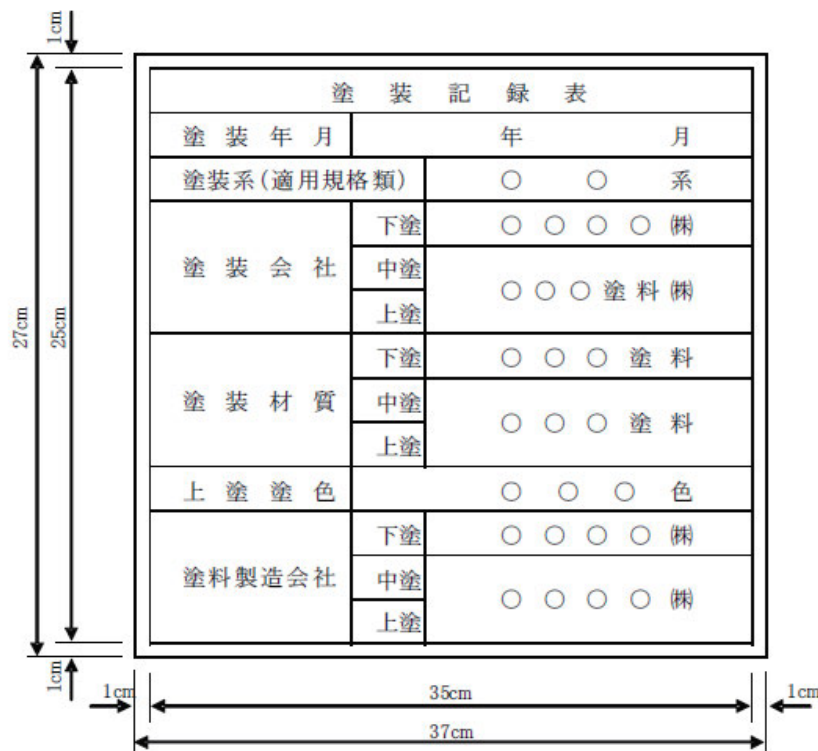 1cm
27cm
25cm
塗装記録表
塗装年月 年 月
塗装系(適用規格類) ○ ○ 系
塗装会社 下塗 ○ ○ ○ ○ ㈱
中塗 ○○○塗料㈱
上塗
塗装材質 下塗 ○ ○ ○ 塗料
中塗 ○ ○ ○ 塗料
上塗
上塗塗色 ○ ○ ○ 色
塗料製造会社 下塗 ○ ○ ○ ○ ㈱
中塗 ○ ○ ○ ○ ㈱
上塗
1cm
1cm 35cm 1cm
37cm